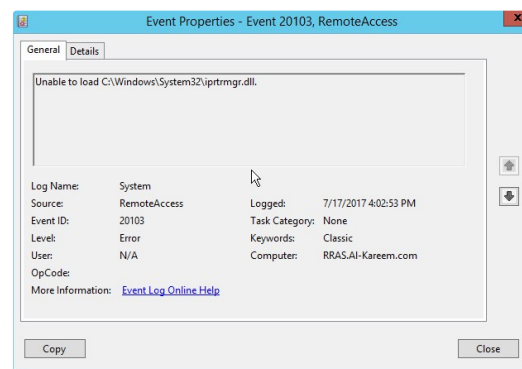 Event Properties - Event 20103, RemoteAccess
X
General Details
Unable to load C:\Windows\System32\iprtrmgr.dll.
Log Name: System
Source: RemoteAccess Logged: 7/17/2017 4:02:53 PM
Event ID: 20103 Task Category: None
Level: Error Keywords: Classic
User: N/A Computer: RRAS.Al-Kareem.com
OpCode:
More Information: Event Log Online Help
Copy Close